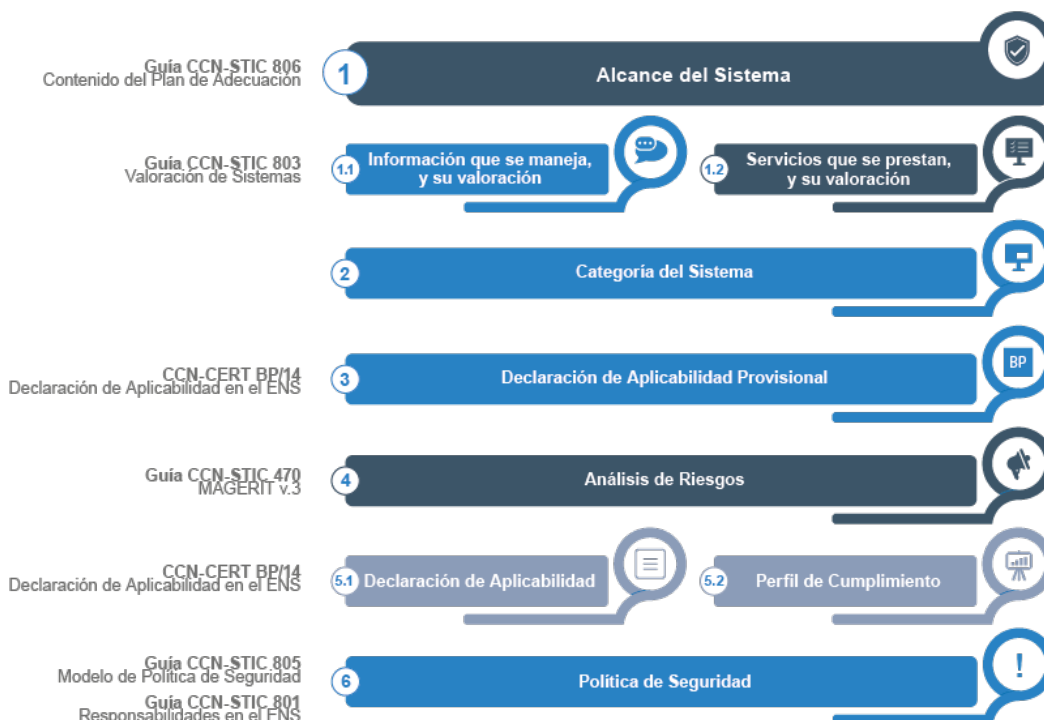 Guía CCN-STIC 806
Contenido del Plan de Adecuación
1
Alcance del Sistema
Guía CCN-STIC 803
Valoración de Sistemas
1.1
Información que se maneja,
y su valoración
1.2
Servicios que se prestan,
y su valoración
2
Categoría del Sistema
CCN-CERT BP/14
Declaración de Aplicabilidad en el ENS
3
Declaración de Aplicabilidad Provisional
BP
Guía CCN-STIC 470
MAGERIT v.3
4
Análisis de Riesgos
CCN-CERT BP/14
Declaración de Aplicabilidad en el ENS
5.1
Declaración de Aplicabilidad
5.2
Perfil de Cumplimiento
Guía CCN-STIC 805
Modelo de Política de Seguridad
6
Política de Seguridad
!
Guía CCN-STIC 801
Responsabilidades en el ENS